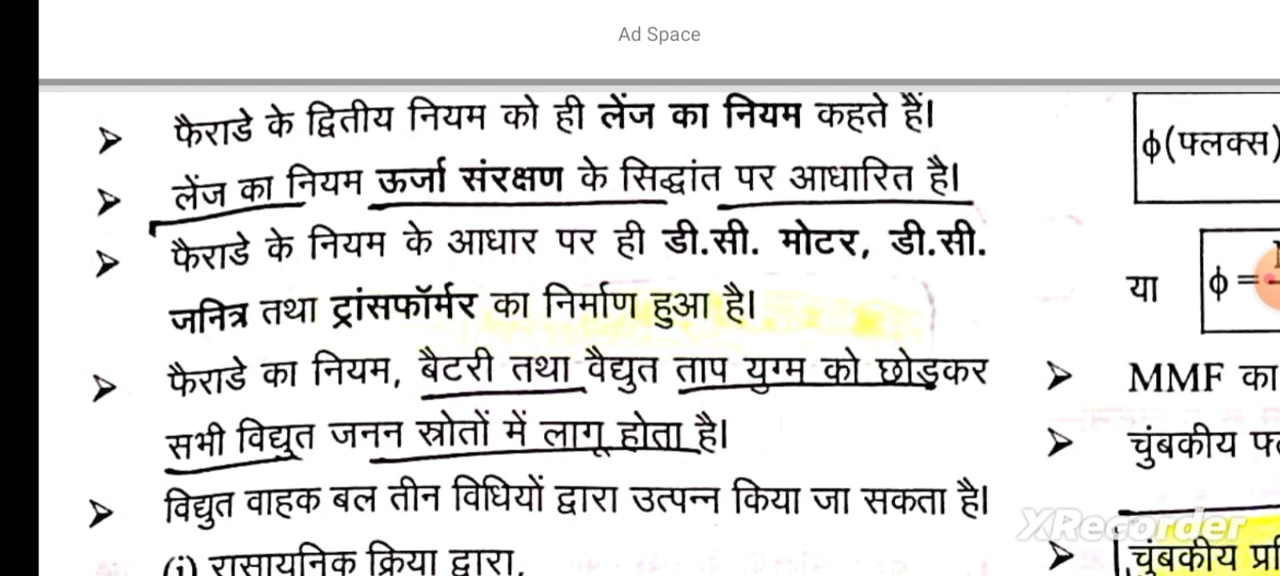 Ad Space
➤ फैराडे के द्वितीय नियम को ही लेंज का नियम कहते हैं।
➤ लेंज का नियम ऊर्जा संरक्षण के सिद्धांत पर आधारित है।
➤ फैराडे के नियम के आधार पर ही डी.सी. मोटर, डी.सी.
जनित्र तथा ट्रांसफॉर्मर का निर्माण हुआ है।
➤ फैराडे का नियम, बैटरी तथा वैद्युत ताप युग्म को छोड़कर
सभी विद्युत जनन स्रोतों में लागू होता है।
➤ विद्युत वाहक बल तीन विधियों द्वारा उत्पन्न किया जा सकता है।
(i) रासायनिक क्रिया द्वारा,
ϕ(फ्लक्स)
या ϕ =
➤ MMF का
➤ चुंबकीय
➤ चुंबकीय
XRecorder